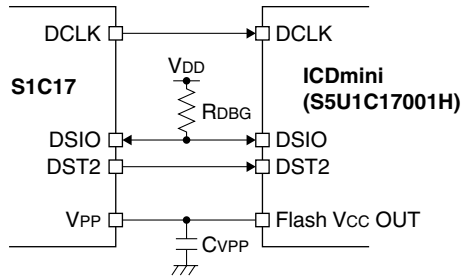 DCLK
DCLK
VDD
S1C17
ICDmini
(S5U1C17001H)
RDBG
DSIO
DSIO
DST2
DST2
VPP
Flash VCC OUT
CVPP